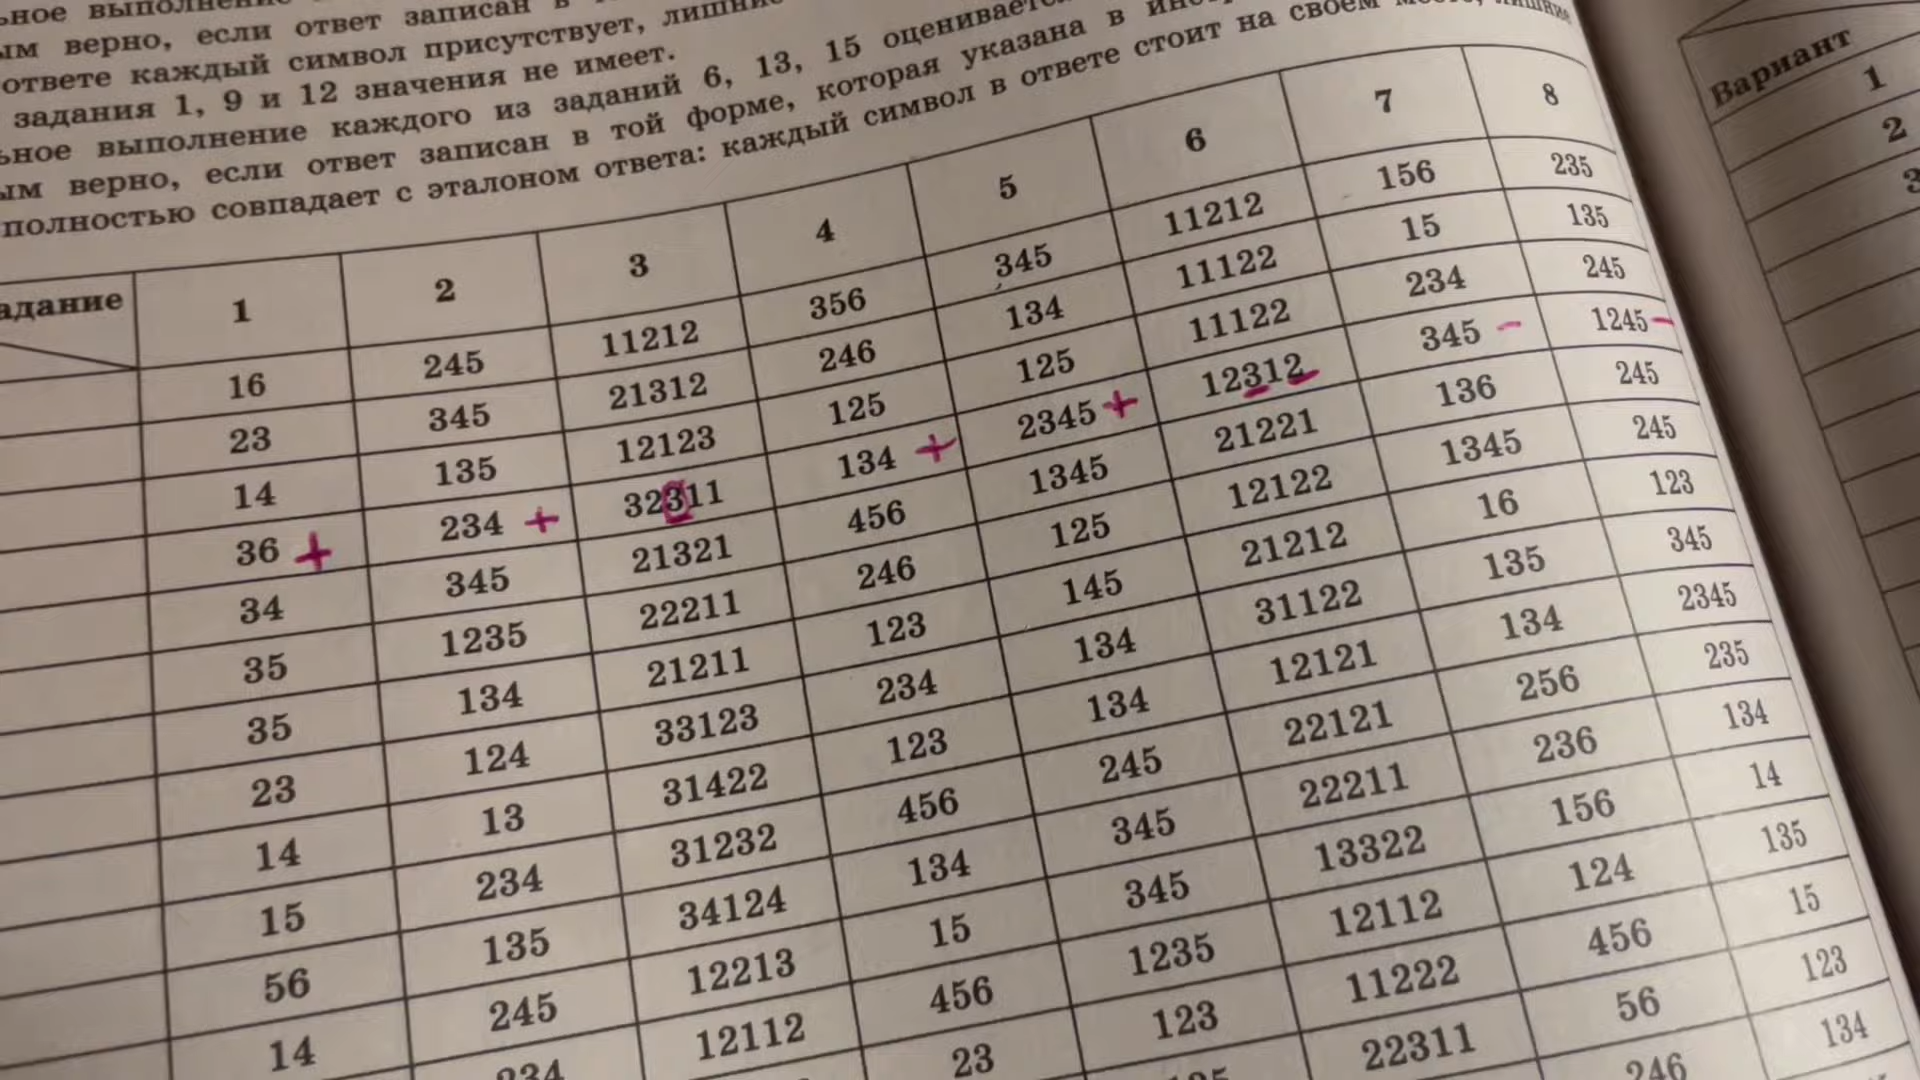 верно, если ответ записан в
ответе каждый символ присутствует, лишние
задания 1, 9 и 12 значения не имеет.
выполнение каждого из заданий 6, 13, 15 оценивается
верно, если ответ записан в той форме, которая указана в
полностью совпадает с эталоном ответа: каждый символ в ответе стоит на своём месте, лишние
1 2 3 4 5 6 7 8
16 245 11212 356 345 11212 156 235
23 345 21312 246 134 11122 15 135
14 135 12123 125 125 11122 234 245
36 + 234 + 32311 134 + 2345 + 12312 345 - 1245 -
34 345 21321 456 1345 21221 136 245
35 1235 22211 246 125 12122 1345 245
35 134 21211 123 145 21212 16 123
23 124 33123 234 134 31122 135 345
14 13 31422 123 134 12121 134 2345
15 234 31232 456 245 22121 256 235
56 135 34124 134 345 22211 236 134
14 245 12213 15 345 13322 156 14
234 12112 456 1235 12112 124 135
23 123 11222 456 15
22311 56 123
246 134
Вариант
1
2
3